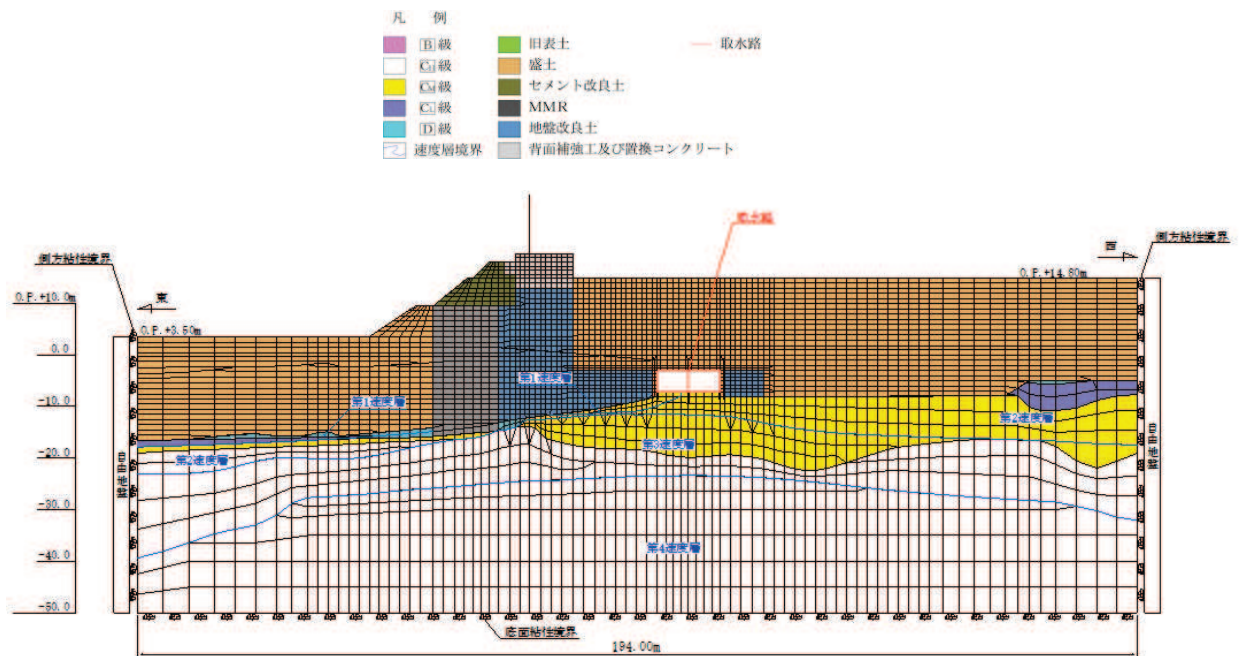 凡 例
B級
旧表土
取水路
CH級
盛土
CM級
セメント改良土
CL級
MMR
D級
地盤改良土
速度層境界
背面補強工及び置換コンクリート
取水路
側方粘性境界
西
側方粘性境界
O.P.+14.80m
O.P.+10.0m
東
O.P.+3.50m
0.0
第1速度層
-10.0
第1速度層
第2速度層
第3速度層
-20.0
第2速度層
-30.0
第4速度層
-40.0
-50.0
底面粘性境界
194.00m